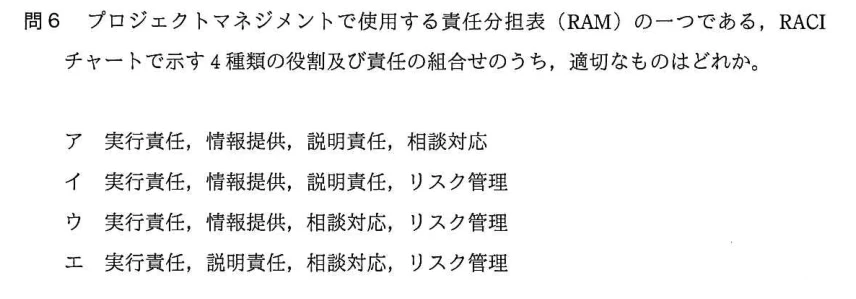 問6 プロジェクトマネジメントで使用する責任分担表（RAM）の一つである，RACI
チャートで示す4種類の役割及び責任の組合せのうち，適切なものはどれか。
ア 実行責任，情報提供，説明責任，相談対応
イ 実行責任，情報提供，説明責任，リスク管理
ウ 実行責任，情報提供，相談対応，リスク管理
エ 実行責任，説明責任，相談対応，リスク管理